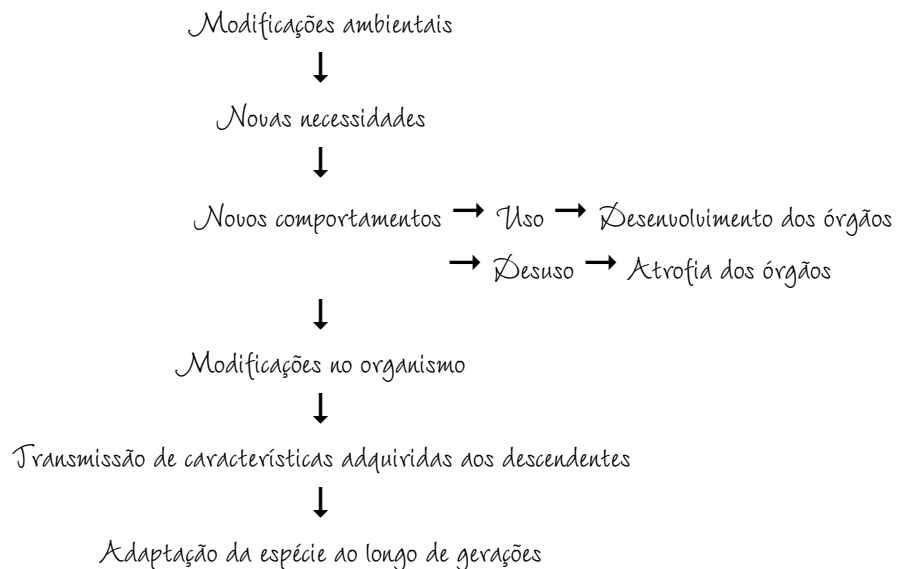 Modificações ambientais
Novas necessidades
Novos comportamentos → Uso → Desenvolvimento dos órgãos
→ Desuso → Atrofia dos órgãos
Modificações no organismo
Transmissão de características adquiridas aos descendentes
Adaptação da espécie ao longo de gerações